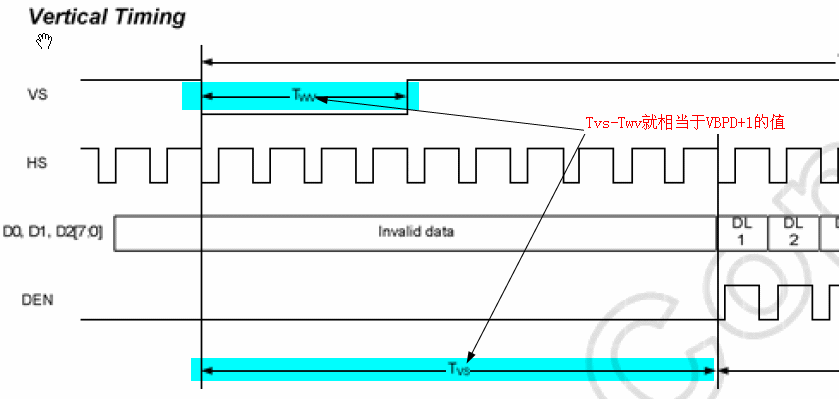 Vertical Timing
VS
Twv
Tvs-Twv就相当于VBPD+1的值
HS
D0, D1, D2[7:0]
Invalid data
DL
1
DL
2
DEN
Tvs